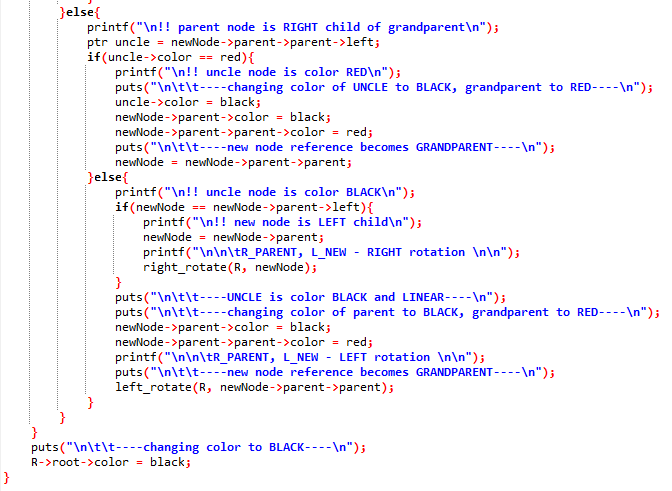 }else{
printf("\n!! parent node is RIGHT child of grandparent\n");
ptr uncle = newNode->parent->parent->left;
if(uncle->color == red){
printf("\n!! uncle node is color RED\n");
puts("\n\t\t----changing color of UNCLE to BLACK, grandparent to RED----\n");
uncle->color = black;
newNode->parent->color = black;
newNode->parent->parent->color = red;
puts("\n\t\t----new node reference becomes GRANDPARENT----\n");
newNode = newNode->parent->parent;
}else{
printf("\n!! uncle node is color BLACK\n");
if(newNode == newNode->parent->left){
printf("\n!! new node is LEFT child\n");
newNode = newNode->parent;
printf("\n\n\tR_PARENT, L_NEW - RIGHT rotation \n\n");
right_rotate(R, newNode);
}
puts("\n\t\t----UNCLE is color BLACK and LINEAR----\n");
puts("\n\t\t----changing color of parent to BLACK, grandparent to RED----\n");
newNode->parent->color = black;
newNode->parent->parent->color = red;
printf("\n\n\tR_PARENT, L_NEW - LEFT rotation \n\n");
puts("\n\t\t----new node reference becomes GRANDPARENT----\n");
left_rotate(R, newNode->parent->parent);
}
}
}
puts("\n\t\t----changing color to BLACK----\n");
R->root->color = black;
}